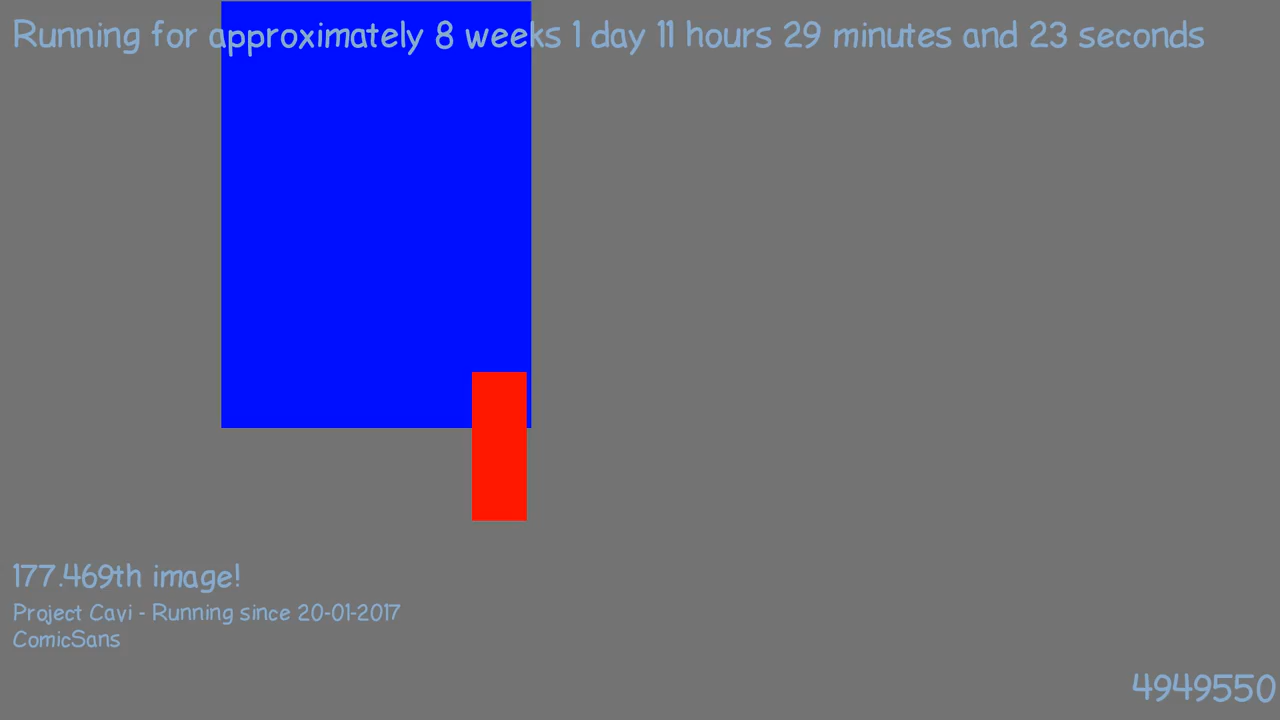 Running for approximately 8 weeks 1 day 11 hours 29 minutes and 23 seconds
177.469th image!
Project Cavi - Running since 20-01-2017
ComicSans
4949550